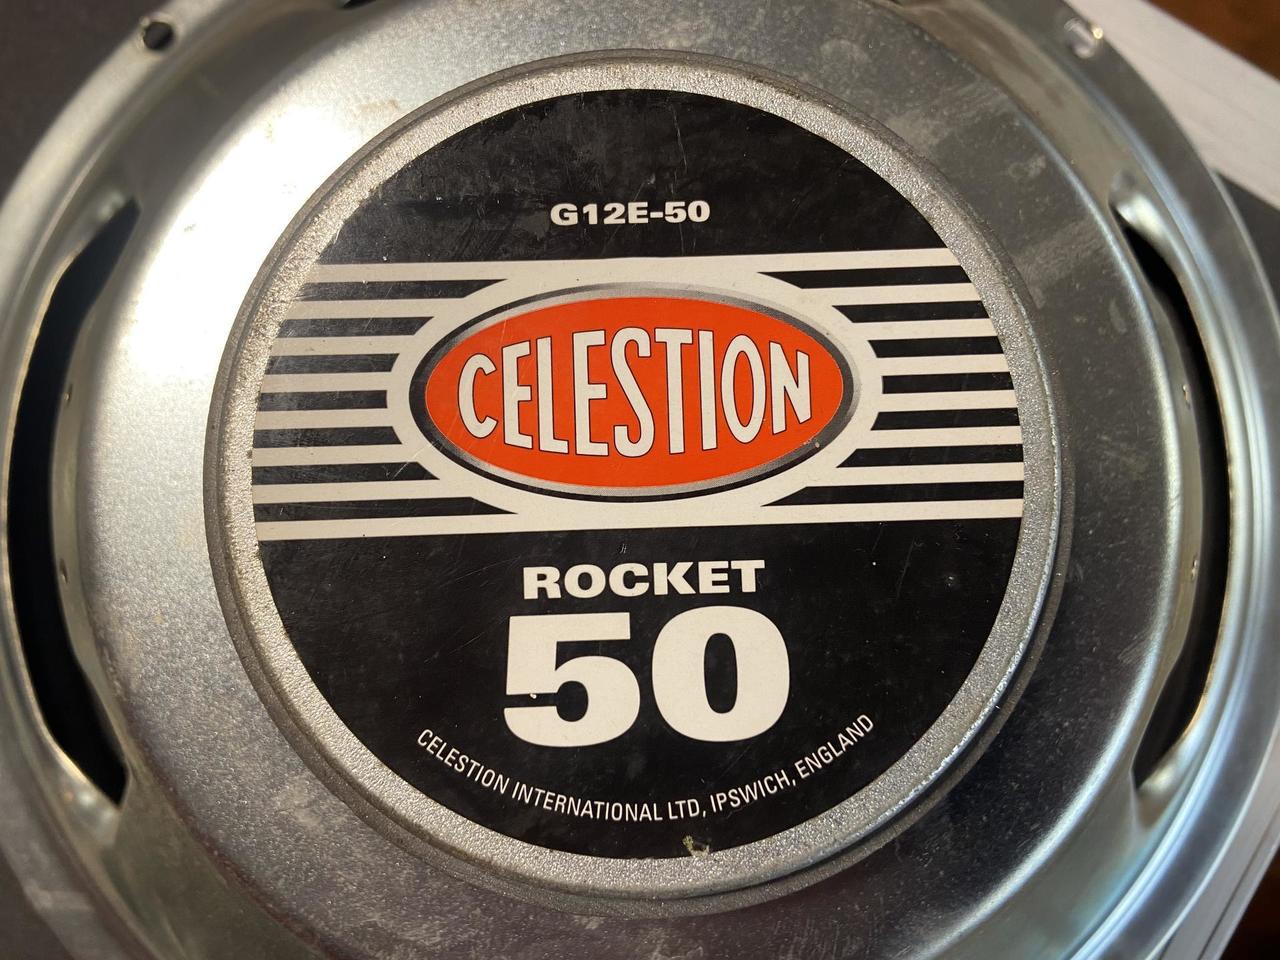 G12E-50
CELESTION
ROCKET
50
CELESTION INTERNATIONAL LTD, IPSWICH, ENGLAND